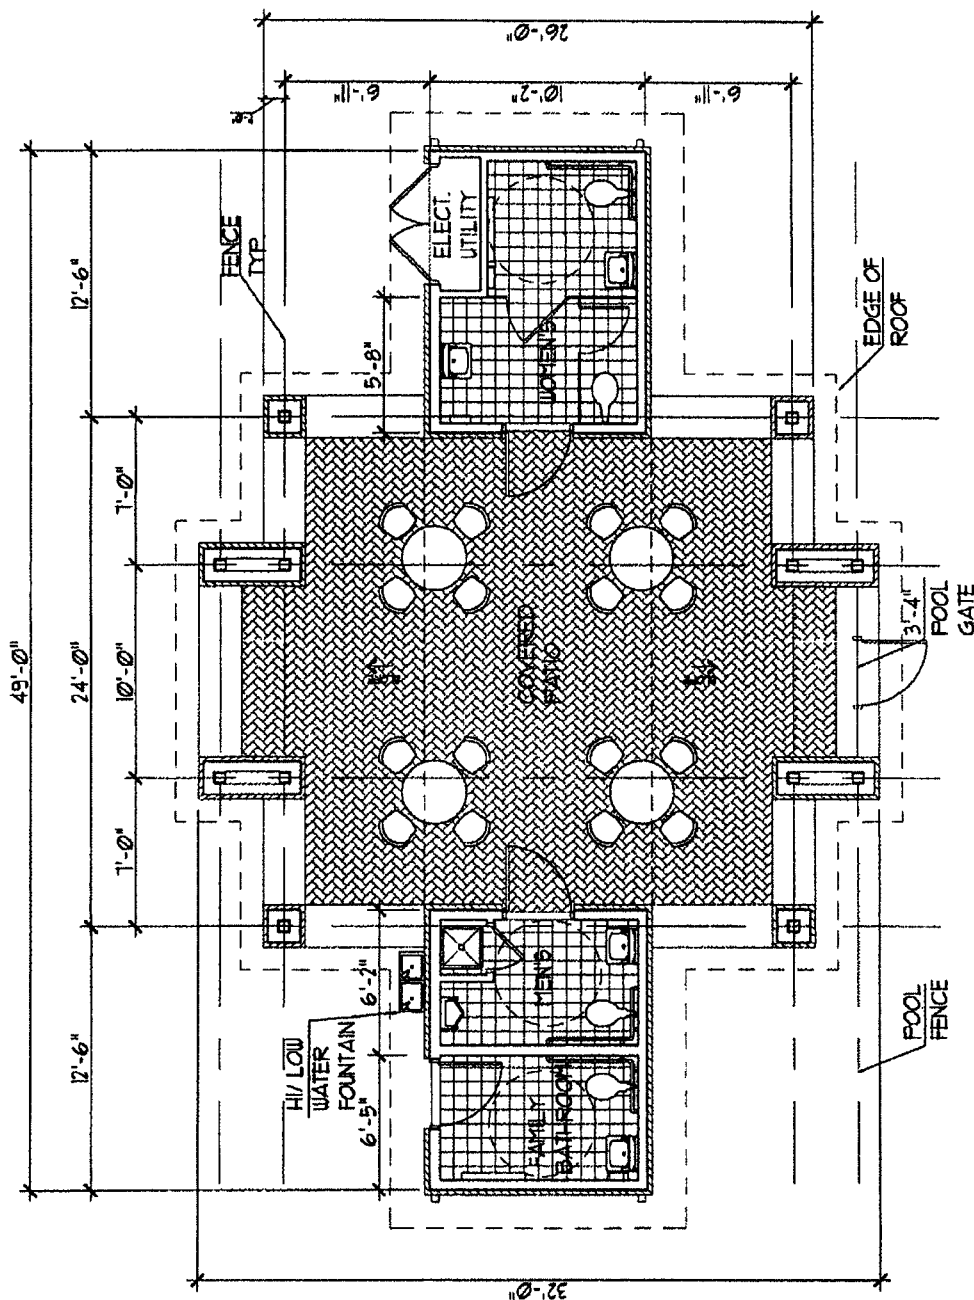 49'-0"
12'-6"
24'-0"
12'-6"
7'-0"
10'-0"
7'-0"
HI/ LOW
WATER
FOUNTAIN
6'-5"
6'-2"
5'-8"
FENCE
TYP
ELECT.
UTILITY
FAMILY
BATHROOM
MEN'S
COVERED
PATIO
WOMEN'S
32'-0"
26'-0"
6'-11"
10'-2"
6'-11"
POOL
FENCE
3'-4"
POOL
GATE
EDGE OF
ROOF